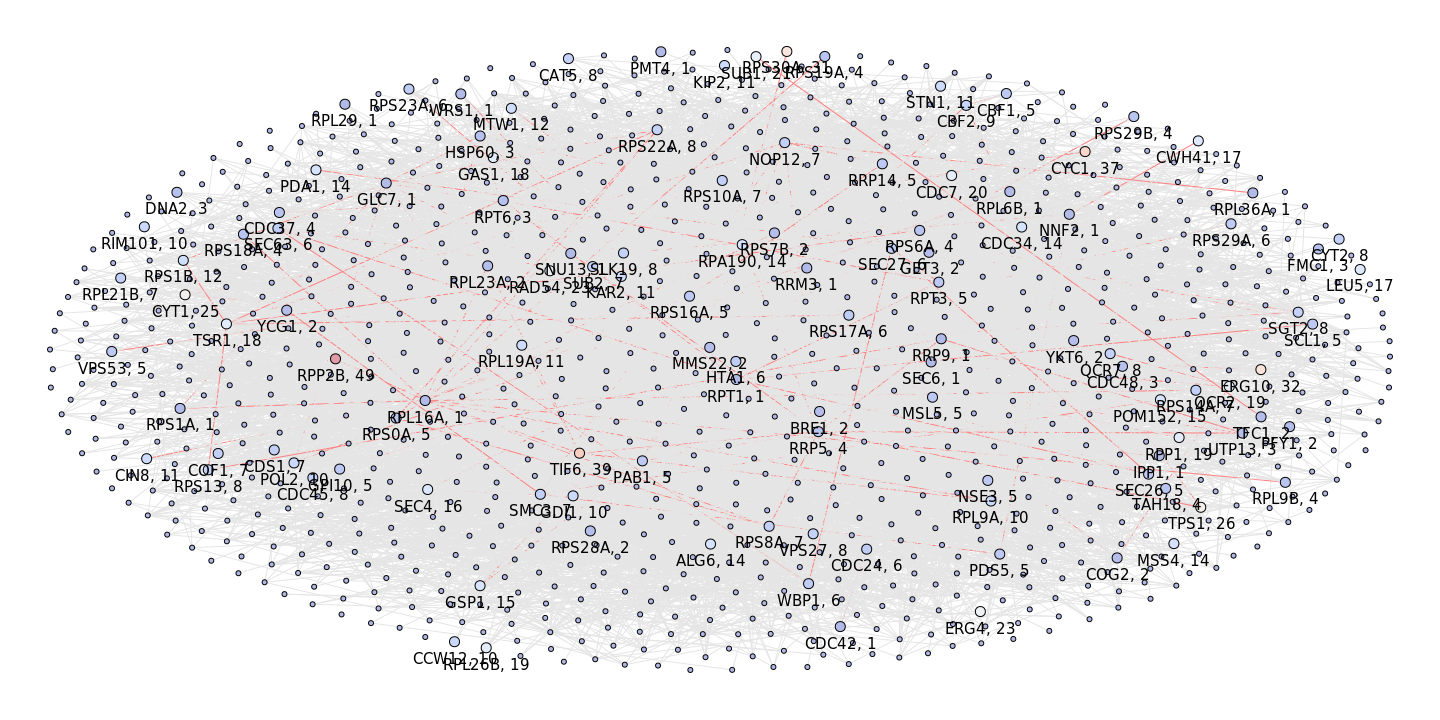 RPS30A, 31
SUB1, 21
RPS19A, 4
PMT4, 1
CAT5, 8
KIP2, 11
RPS23A, 6
WRS1, 1
STN1, 11
CBF1, 5
RPL29, 1
MTW1, 12
CBF2, 9
RPS29B, 4
RPS22A, 8
HSP60, 3
NOP12, 7
CWH41, 17
CYC1, 37
GAS1, 18
RRP14, 5
PDA1, 14
CDC7, 20
GLC7, 1
RPS10A, 7
DNA2, 3
RPL6B, 1
RPL36A, 1
RPT6, 3
CDC37, 4
NNF2, 1
RIM101, 10
SEC63, 6
CDC34, 14
RPS29A, 6
RPS18A, 4
RPS7B, 2
RPS6A, 4
CYT2, 8
RPA190, 14
SEC27, 6
GET3, 2
FMC1, 3
SNU13, 1
SLK19, 8
RPS1B, 12
RPL23A, 2
SUB2, 7
RRM3, 1
LEU5, 17
RAD54, 23
KAR2, 11
RPL21B, 7
RPT3, 5
CYT1, 25
RPS16A, 5
YCG1, 2
RPS17A, 6
SGT2, 8
TSR1, 18
SCL1, 5
RRP9, 1
YKT6, 2
RPL19A, 11
MMS22, 2
VPS53, 5
OCR7, 8
RPP2B, 49
HTA1, 6
SEC6, 1
CDC48, 3
ERG10, 32
RPT1, 1
QCR2, 19
RPS14A, 7
MSL5, 5
POM152, 15
RPL16A, 1
RPS1A, 1
BRE1, 2
TFC1, 2
RPS0A, 5
PFY1, 2
RRP5, 4
UTP13, 3
RPP1, 19
CDS1, 7
COF1, 7
TIF6, 39
IPP1, 1
CIN8, 11
PAB1, 5
POL2, 20
RPS13, 8
SPI10, 5
SEC26, 5
CDC45, 8
NSE3, 5
RPL9B, 4
SEC4, 16
TAH18, 4
SMC3, 7
GDI1, 10
RPL9A, 10
TPS1, 26
RPS8A, 7
RPS28A, 2
VPS27, 8
ALG6, 14
MSS4, 14
CDC24, 6
PDS5, 5
COG2, 2
WBP1, 6
GSP1, 15
ERG4, 23
CDC42, 1
CCW12, 10
RPL26B, 19